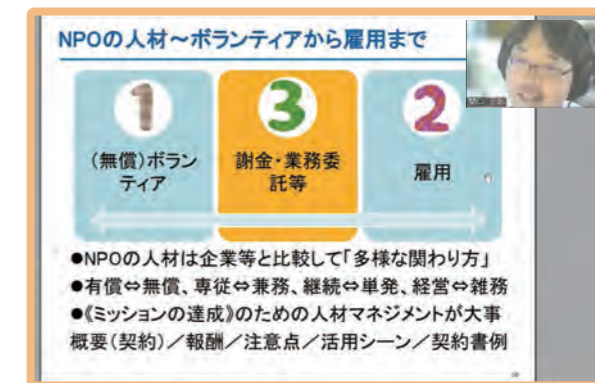 NPOの人材～ボランティアから雇用まで
1
(無償)ボラン
ティア
3
謝金・業務委
託等
2
雇用
●NPOの人材は企業等と比較して「多様な関わり方」
●有償⇔無償、専従⇔兼務、継続⇔単発、経営⇔雑務
●《ミッションの達成》のための人材マネジメントが大事
概要(契約)／報酬／注意点／活用シーン／契約書例